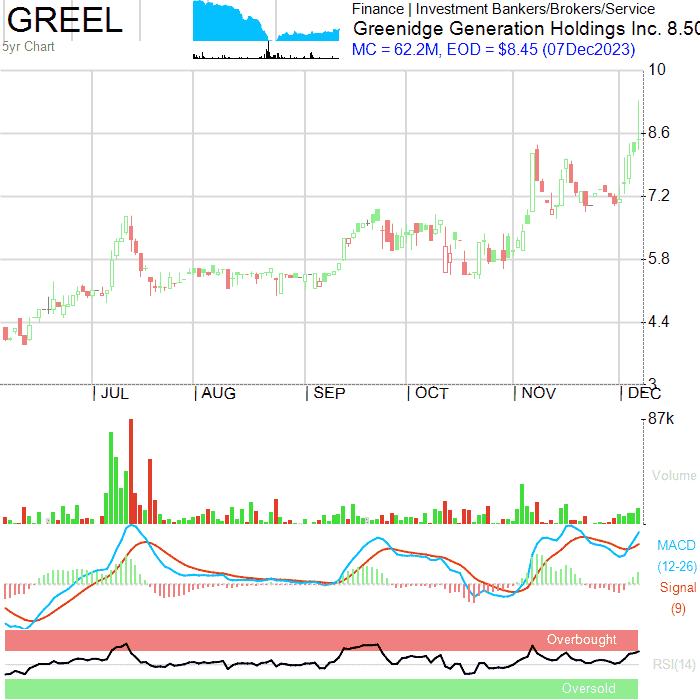 GREEL
5yr Chart
Finance | Investment Bankers/Brokers/Service
Greenidge Generation Holdings Inc. 8.50
MC = 62.2M, EOD = $8.45 (07Dec2023)
10
8.6
7.2
5.8
4.4
3
JUL AUG SEP OCT NOV DEC
87k
Volume
MACD
(12-26)
Signal
(9)
Overbought
RSI(14)
Oversold